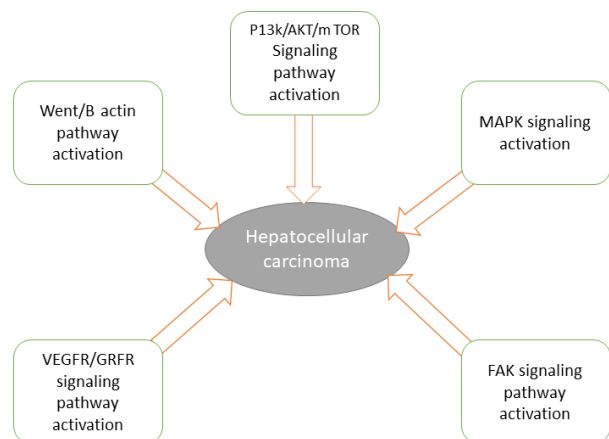 P13k/AKT/m TOR
Signaling
pathway
activation
Went/B actin
pathway
activation
MAPK signaling
activation
Hepatocellular
carcinoma
VEGFR/GRFR
signaling
pathway
activation
FAK signaling
pathway
activation